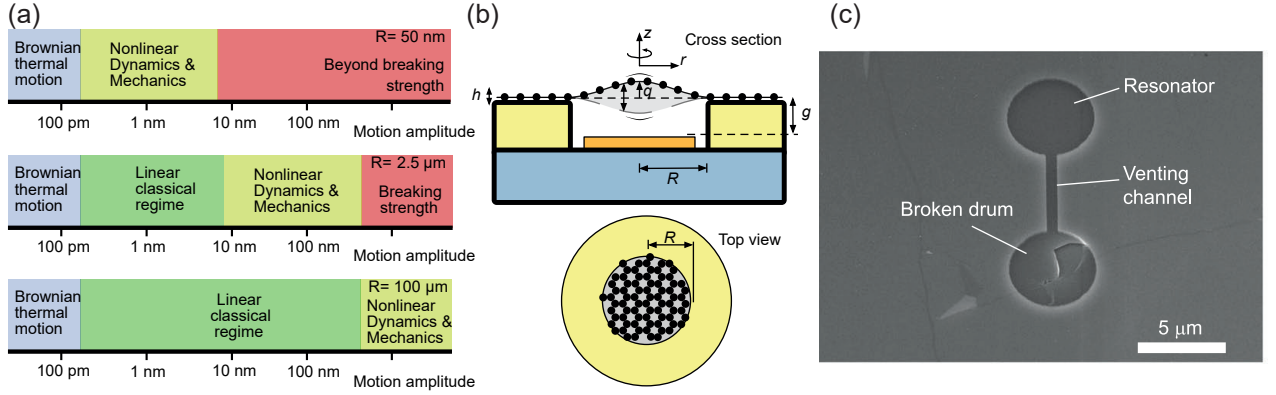 (a)
R= 50 nm
Brownian
thermal
motion
Nonlinear
Dynamics &
Mechanics
Beyond breaking
strength
100 pm
1 nm
10 nm
100 nm
Motion amplitude
R= 2.5 µm
Brownian
thermal
motion
Linear
classical
regime
Nonlinear
Dynamics &
Mechanics
Breaking
strength
100 pm
1 nm
10 nm
100 nm
Motion amplitude
R= 100 µm
Brownian
thermal
motion
Linear
classical
regime
Nonlinear
Dynamics &
Mechanics
100 pm
1 nm
10 nm
100 nm
Motion amplitude
(b)
z
Cross section
r
h
q
g
R
Top view
R
(c)
Resonator
Venting
channel
Broken drum
5 µm